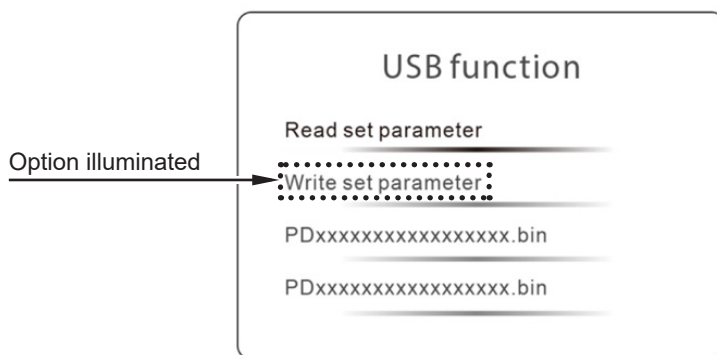 USB function
Read set parameter
Option illuminated
Write set parameter
PDxxxxxxxxxxxxxxxxx.bin
PDxxxxxxxxxxxxxxxxx.bin